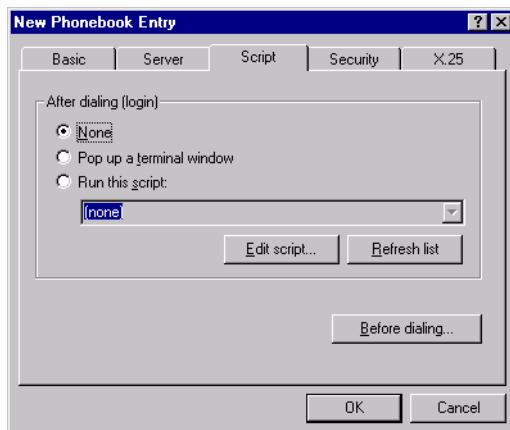 New Phonebook Entry
Basic Server Script Security X.25
After dialing (login)
None
Pop up a terminal window
Run this script:
(none)
Edit script... Refresh list
Before dialing...
OK Cancel